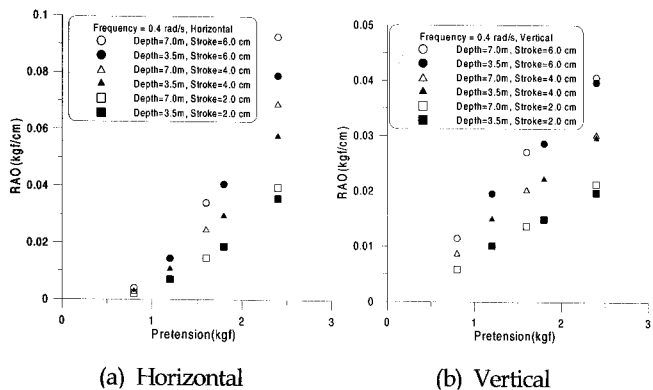 Frequency = 0.4 rad/s, Horizontal
Depth=7.0m, Stroke=6.0 cm
Depth=3.5m, Stroke=6.0 cm
Depth=7.0m, Stroke=4.0 cm
Depth=3.5m, Stroke=4.0 cm
Depth=7.0m, Stroke=2.0 cm
Depth=3.5m, Stroke=2.0 cm
0.1
0.08
0.06
0.04
0.02
0
RAO(kgf/cm)
0 1 2 3
Pretension(kgf)
(a) Horizontal
Frequency = 0.4 rad/s, Vertical
Depth=7.0m, Stroke=6.0 cm
Depth=3.5m, Stroke=6.0 cm
Depth=7.0m, Stroke=4.0 cm
Depth=3.5m, Stroke=4.0 cm
Depth=7.0m, Stroke=2.0 cm
Depth=3.5m, Stroke=2.0 cm
0.05
0.04
0.03
0.02
0.01
0
RAO(kgf/cm)
0 1 2 3
Pretension(kgf)
(b) Vertical